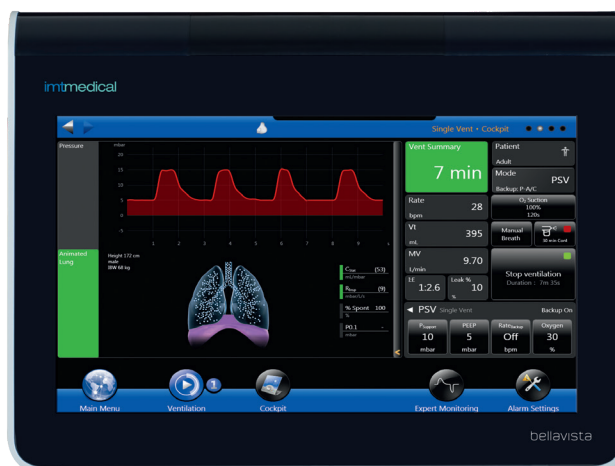 imtmedical
Single Vent • Cockpit
Pressure
mbar
20
15
10
5
0
-5
1 2 3 4 5 6 7 8 9
Vent Summary
7 min
Patient
Adult
Mode
PSV
Backup: P-A/C
Rate
28
bpm
O₂ Suction
100%
120s
Vt
395
mL
Manual
Breath
30 min Conf
MV
9.70
L/min
I:E
1:2.6
Leak %
10
%
Stop ventilation
Duration : 7m 35s
Animated
Lung
Height 172 cm
male
IBW 68 kg
(53)
mL/mbar
(9)
mbar/L/s
% Spont 100
%
P0.1 -
mbar
PSV Single Vent Backup On
PSupport
10
mbar
PEEP
5
mbar
RateBackup
Off
bpm
Oxygen
30
%
1
Main Menu
Ventilation
Cockpit
Expert Monitoring
Alarm Settings
bellavista